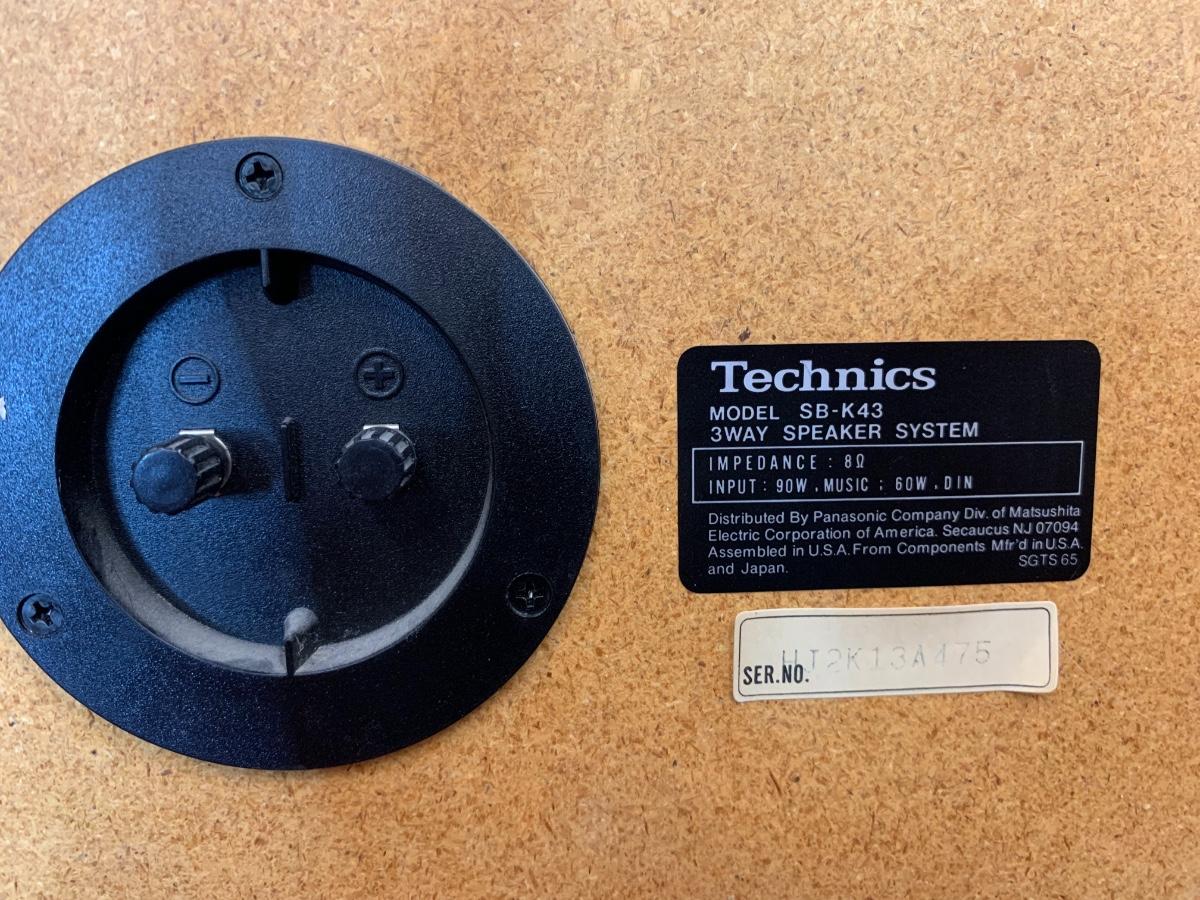 Technics
MODEL SB-K43
3WAY SPEAKER SYSTEM
IMPEDANCE : 8Ω
INPUT : 90W , MUSIC ; 60W , DIN
Distributed By Panasonic Company Div. of Matsushita
Electric Corporation of America. Secaucus NJ 07094
Assembled in U.S.A. From Components Mfr'd in U.S.A.
and Japan.
SGTS 65
HJ2K13A475
SER.NO.